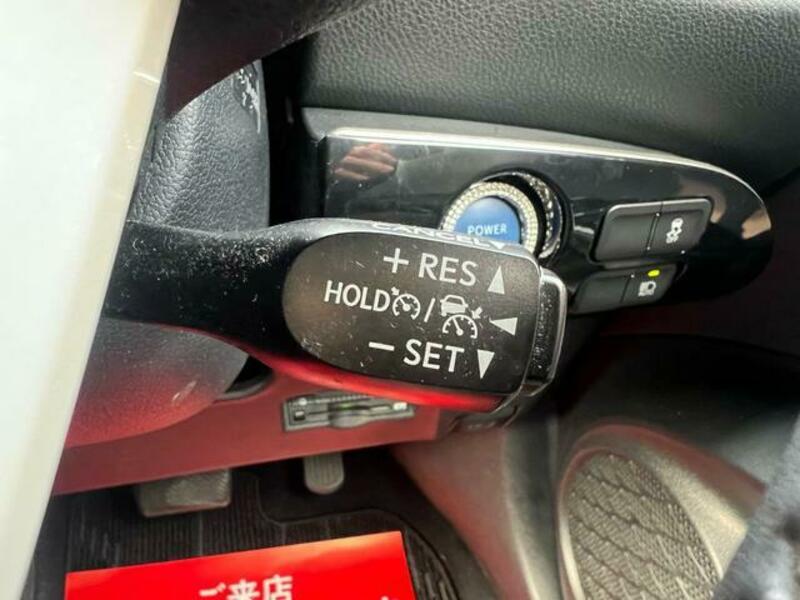 POWER
CANCEL
+ RES
HOLD /
− SET
ご来店